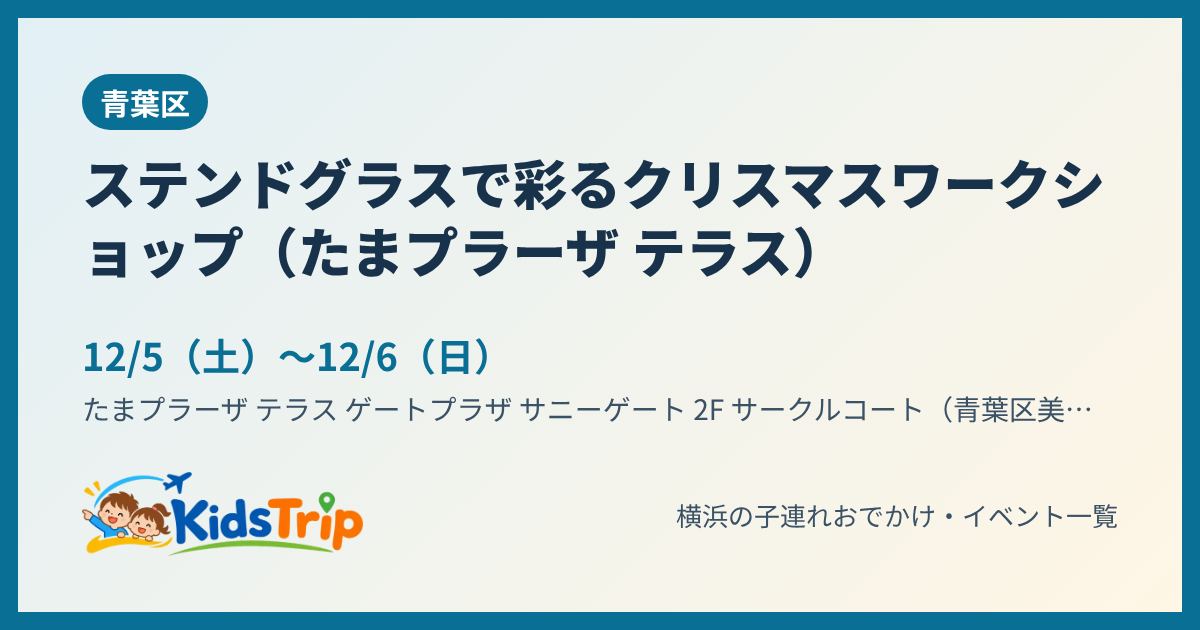 青葉区
ステンドグラスで彩るクリスマスワークシ
ョップ（たまプラーザ テラス）
12/5（土）〜12/6（日）
たまプラーザ テラス ゲートプラザ サニーゲート 2F サークルコート（青葉区美…
KidsTrip
横浜の子連れおでかけ・イベント一覧